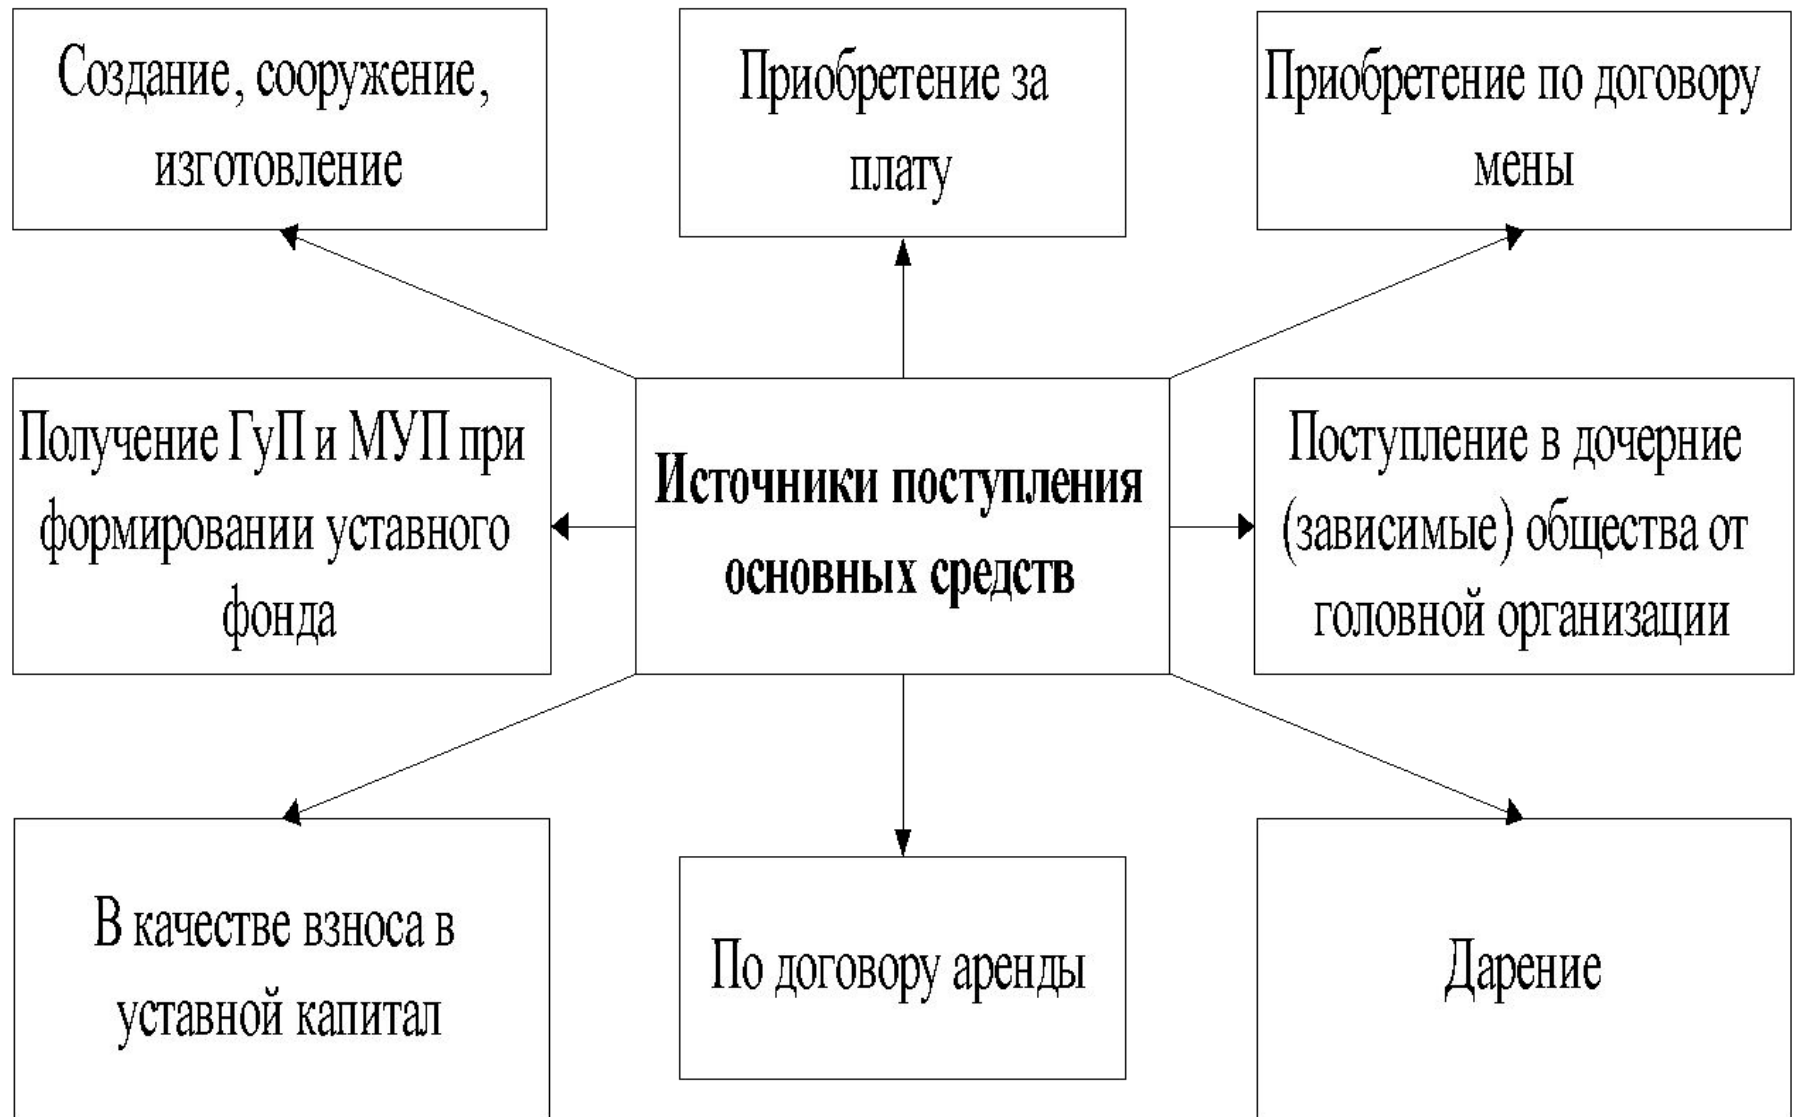 Создание, сооружение,
изготовление
Приобретение за
плату
Приобретение по договору
мены
Получение ГуП и МУП при
формировании уставного
фонда
Источники поступления
основных средств
Поступление в дочерние
(зависимые) общества от
головной организации
В качестве взноса в
уставной капитал
По договору аренды
Дарение